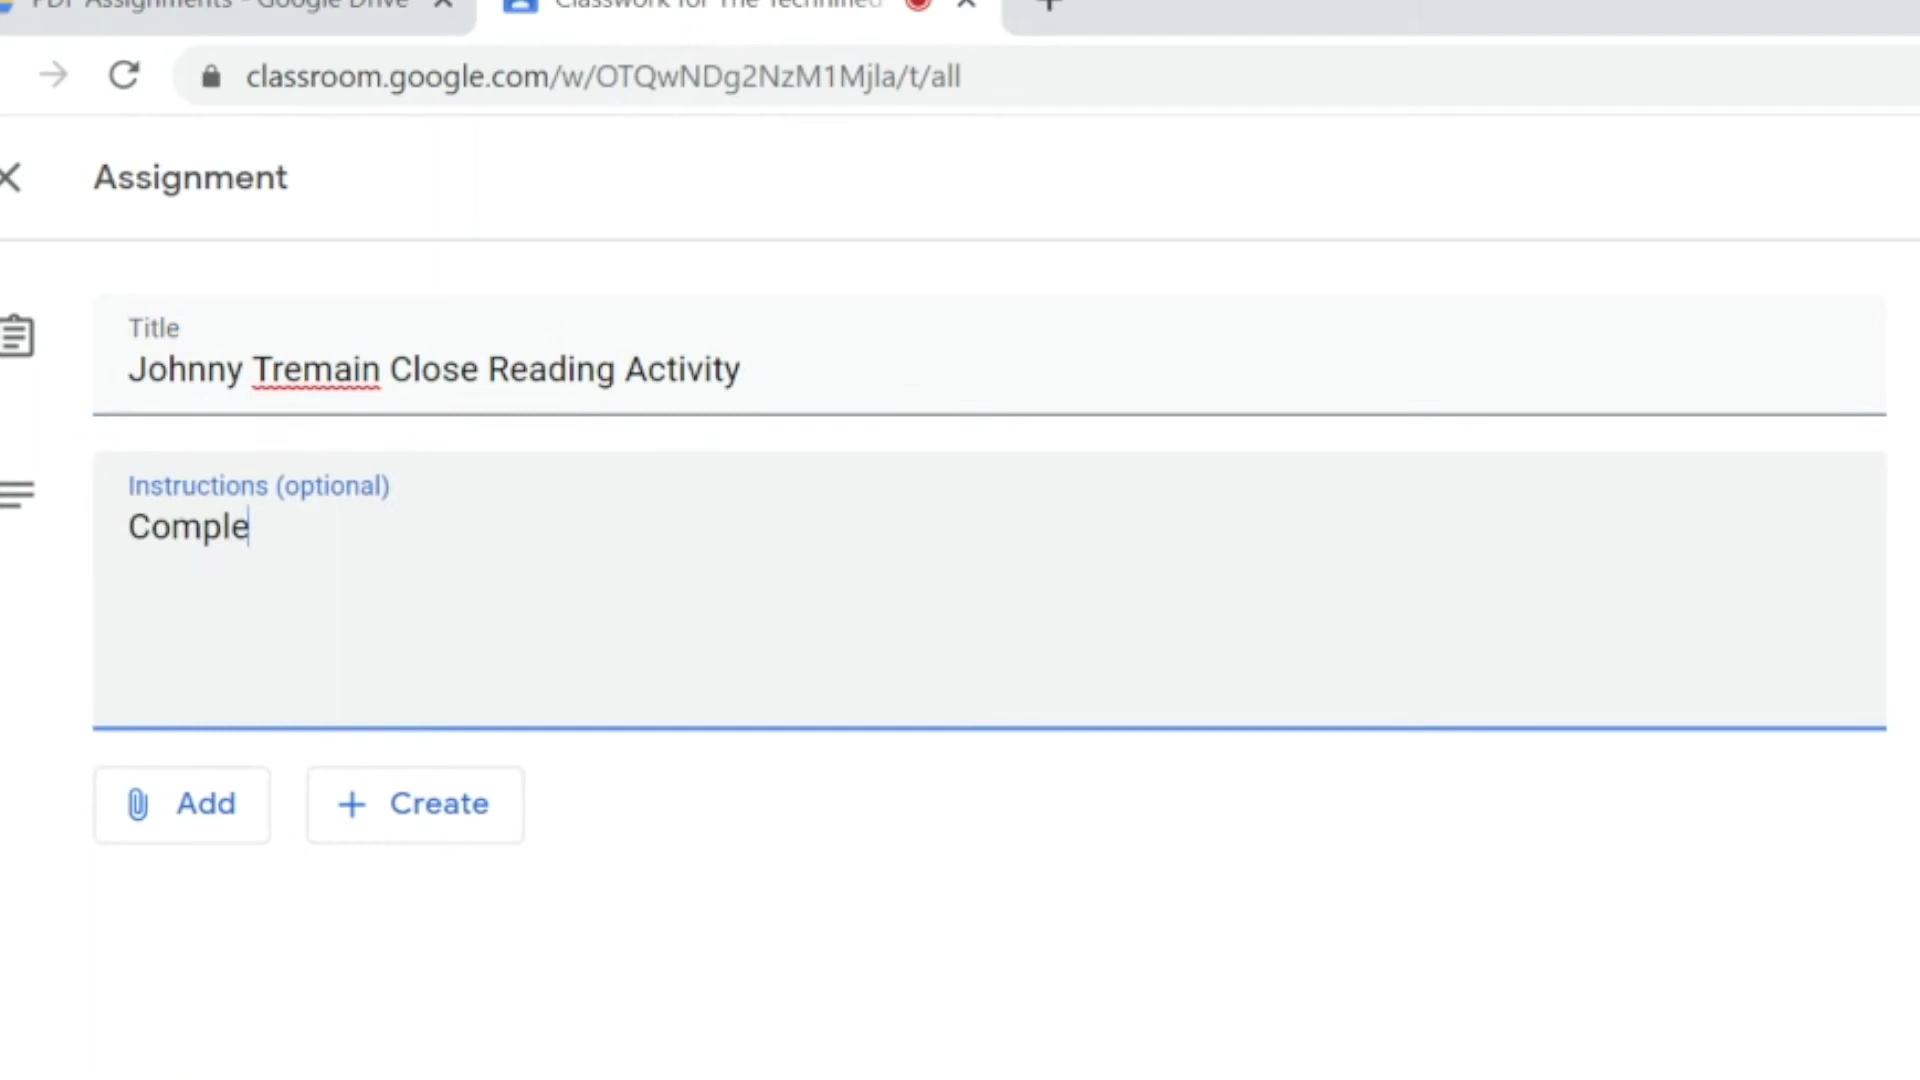 PDF Assignments - Google Drive
Classwork for The Technified
classroom.google.com/w/OTQwNDg2NzM1Mjla/t/all
Assignment
Title
Johnny Tremain Close Reading Activity
Instructions (optional)
Comple
Add
Create